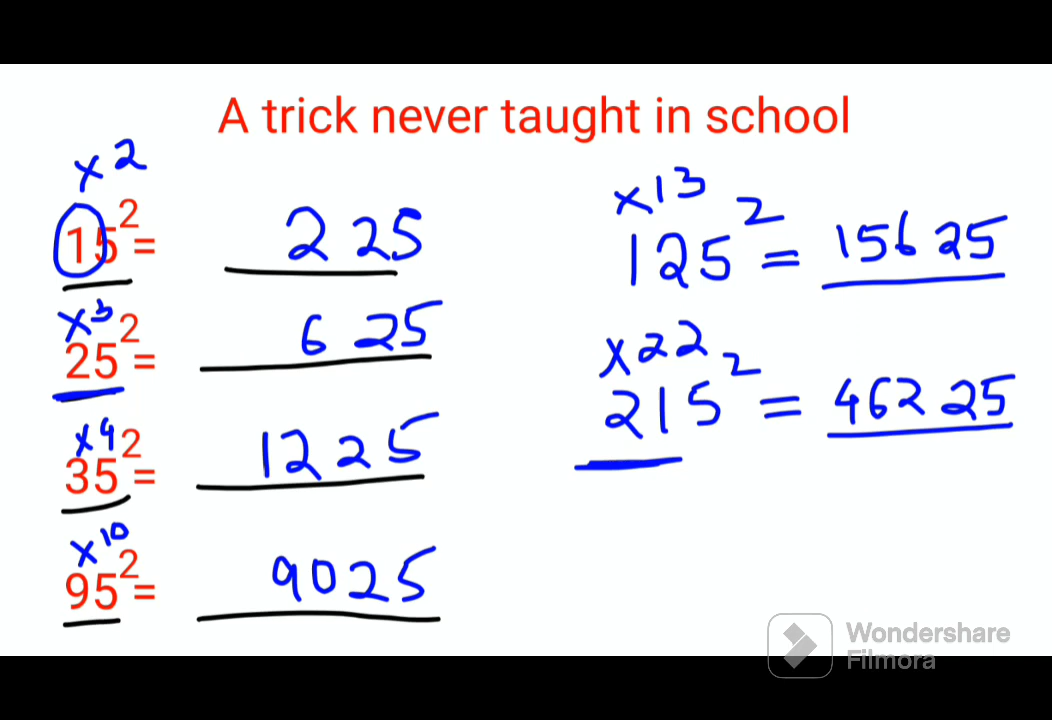 A trick never taught in school
x 2
15² = 225
x3
25² = 625
x4
35² = 1225
x10
95² = 9025
x13
125² = 15625
x22
215² = 46225
Wondershare
Filmora